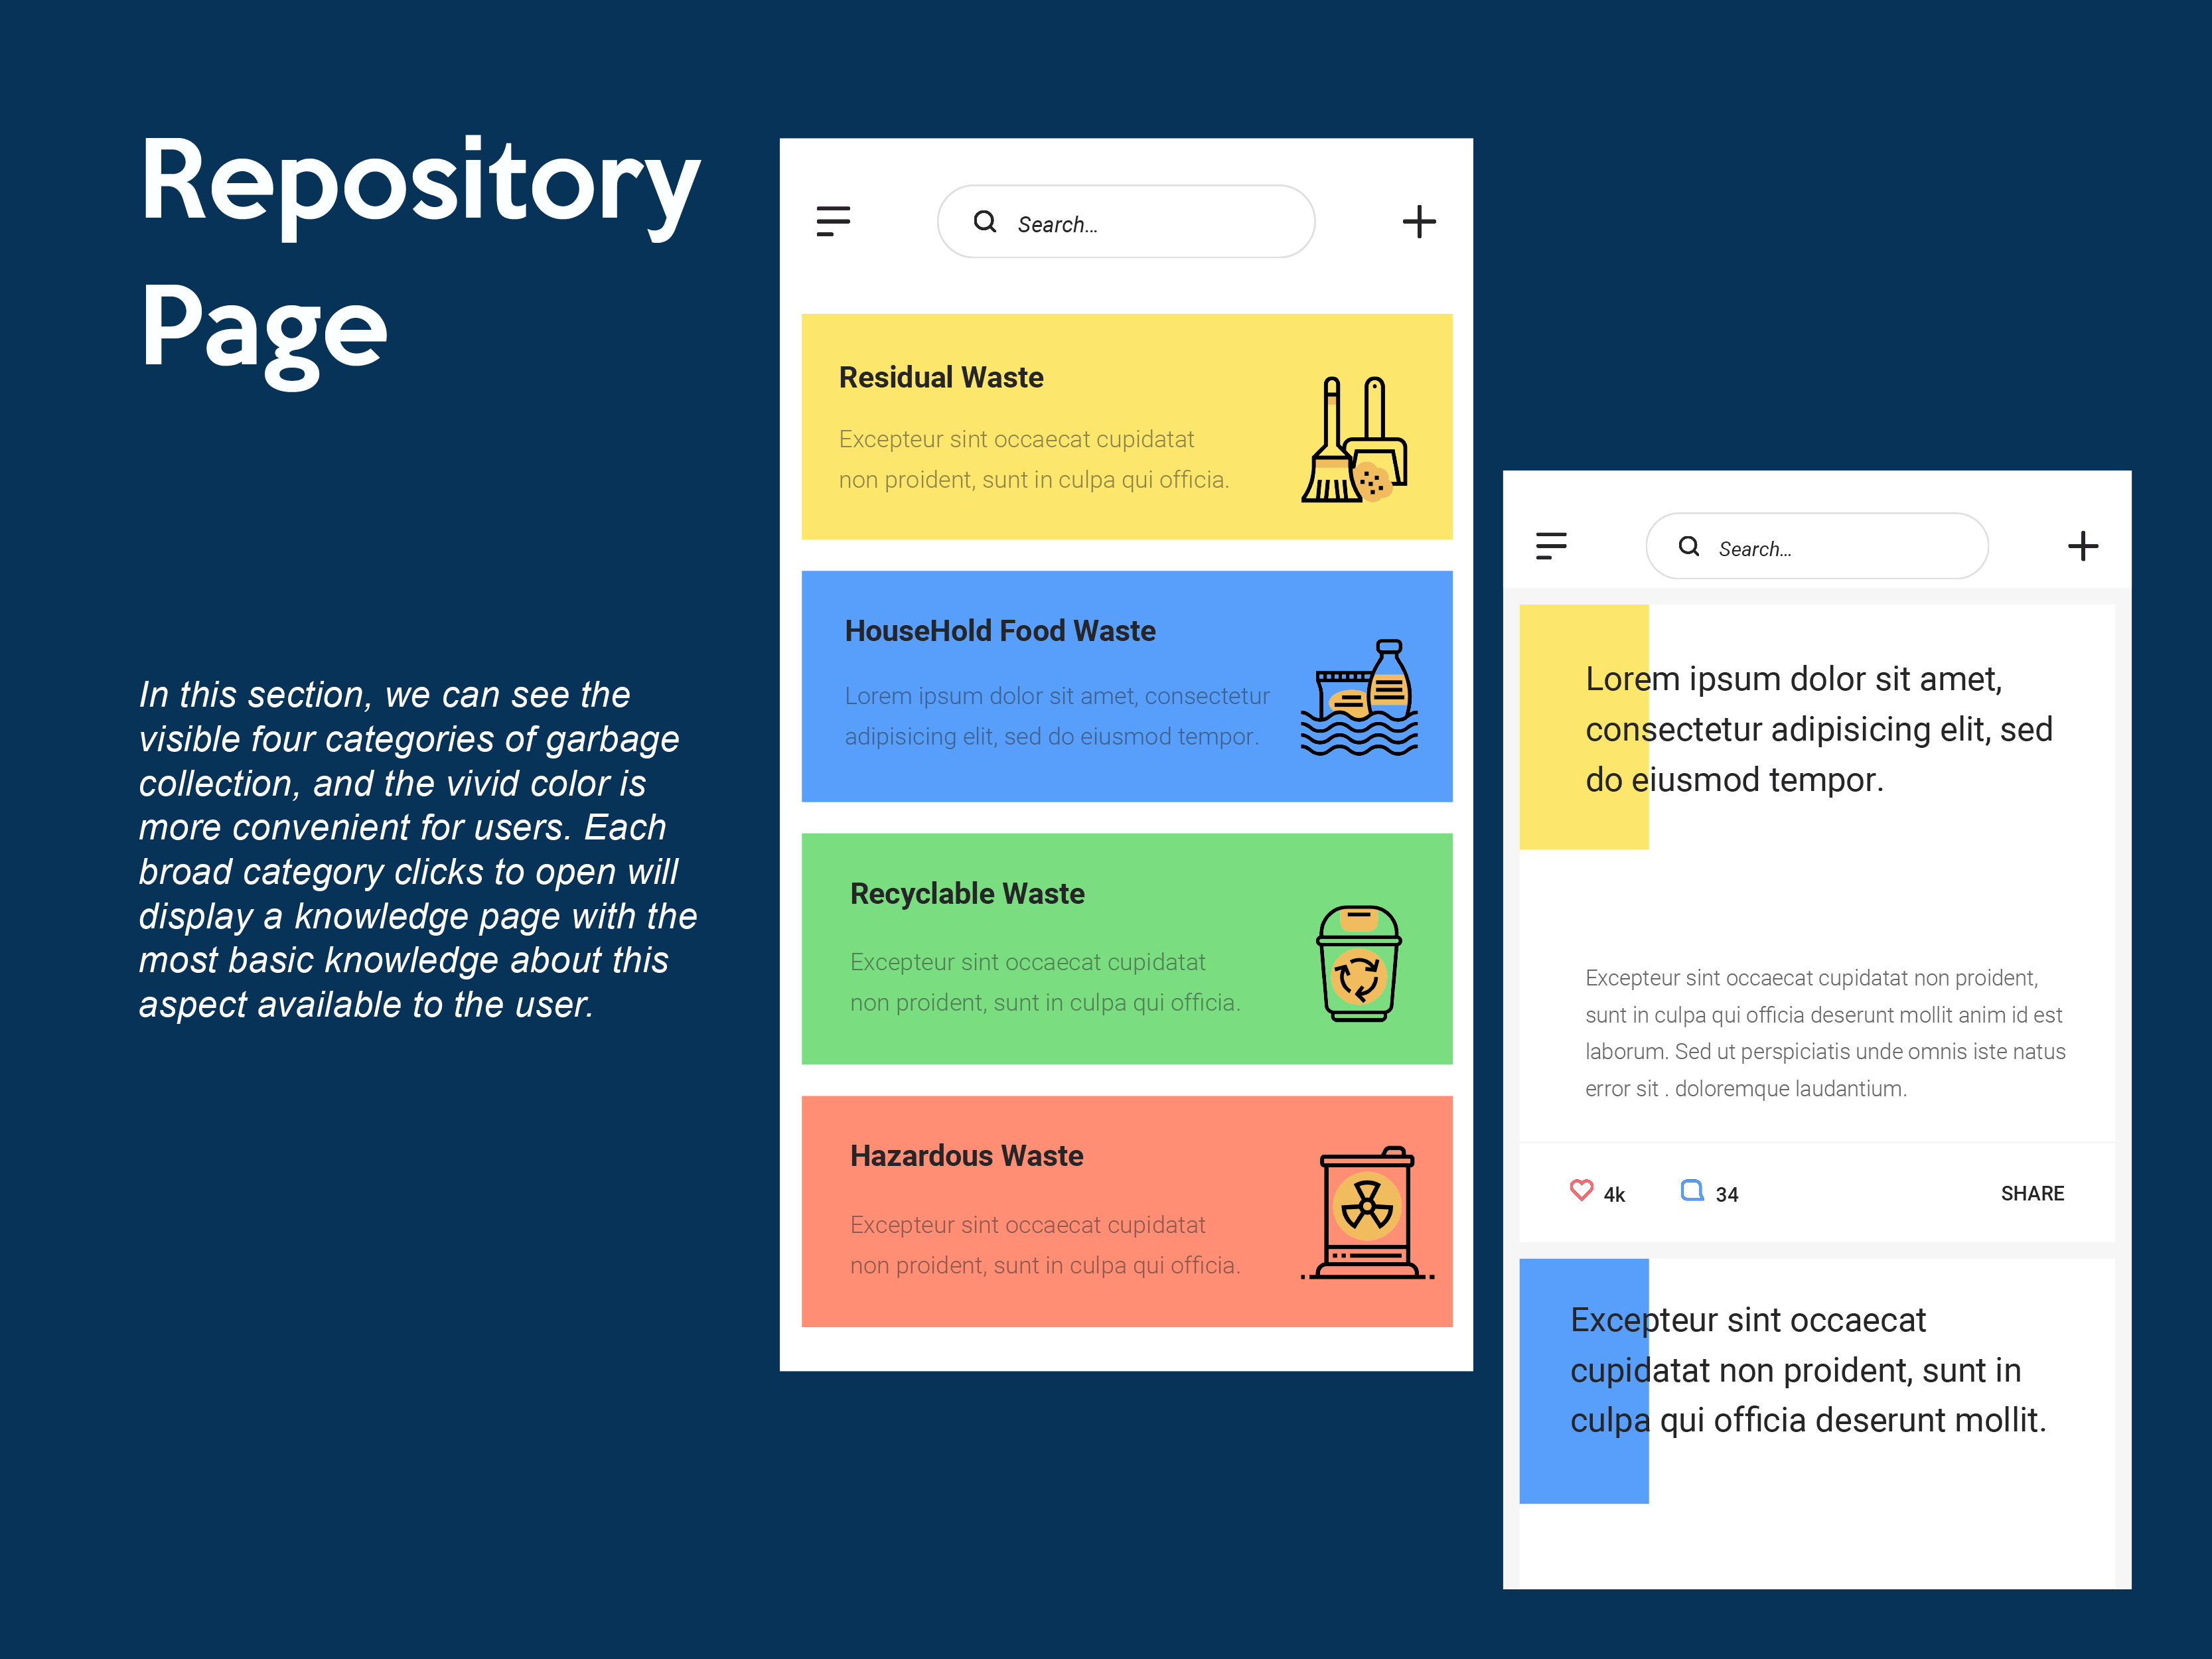 Repository
Page
In this section, we can see the
visible four categories of garbage
collection, and the vivid color is
more convenient for users. Each
broad category clicks to open will
display a knowledge page with the
most basic knowledge about this
aspect available to the user.
Search...
Residual Waste
Excepteur sint occaecat cupidatat
non proident, sunt in culpa qui officia.
HouseHold Food Waste
Lorem ipsum dolor sit amet, consectetur
adipisicing elit, sed do eiusmod tempor.
Recyclable Waste
Excepteur sint occaecat cupidatat
non proident, sunt in culpa qui officia.
Hazardous Waste
Excepteur sint occaecat cupidatat
non proident, sunt in culpa qui officia.
Search...
Lorem ipsum dolor sit amet,
consectetur adipisicing elit, sed
do eiusmod tempor.
Excepteur sint occaecat cupidatat non proident,
sunt in culpa qui officia deserunt mollit anim id est
laborum. Sed ut perspiciatis unde omnis iste natus
error sit . doloremque laudantium.
4k 34 SHARE
Excepteur sint occaecat
cupidatat non proident, sunt in
culpa qui officia deserunt mollit.